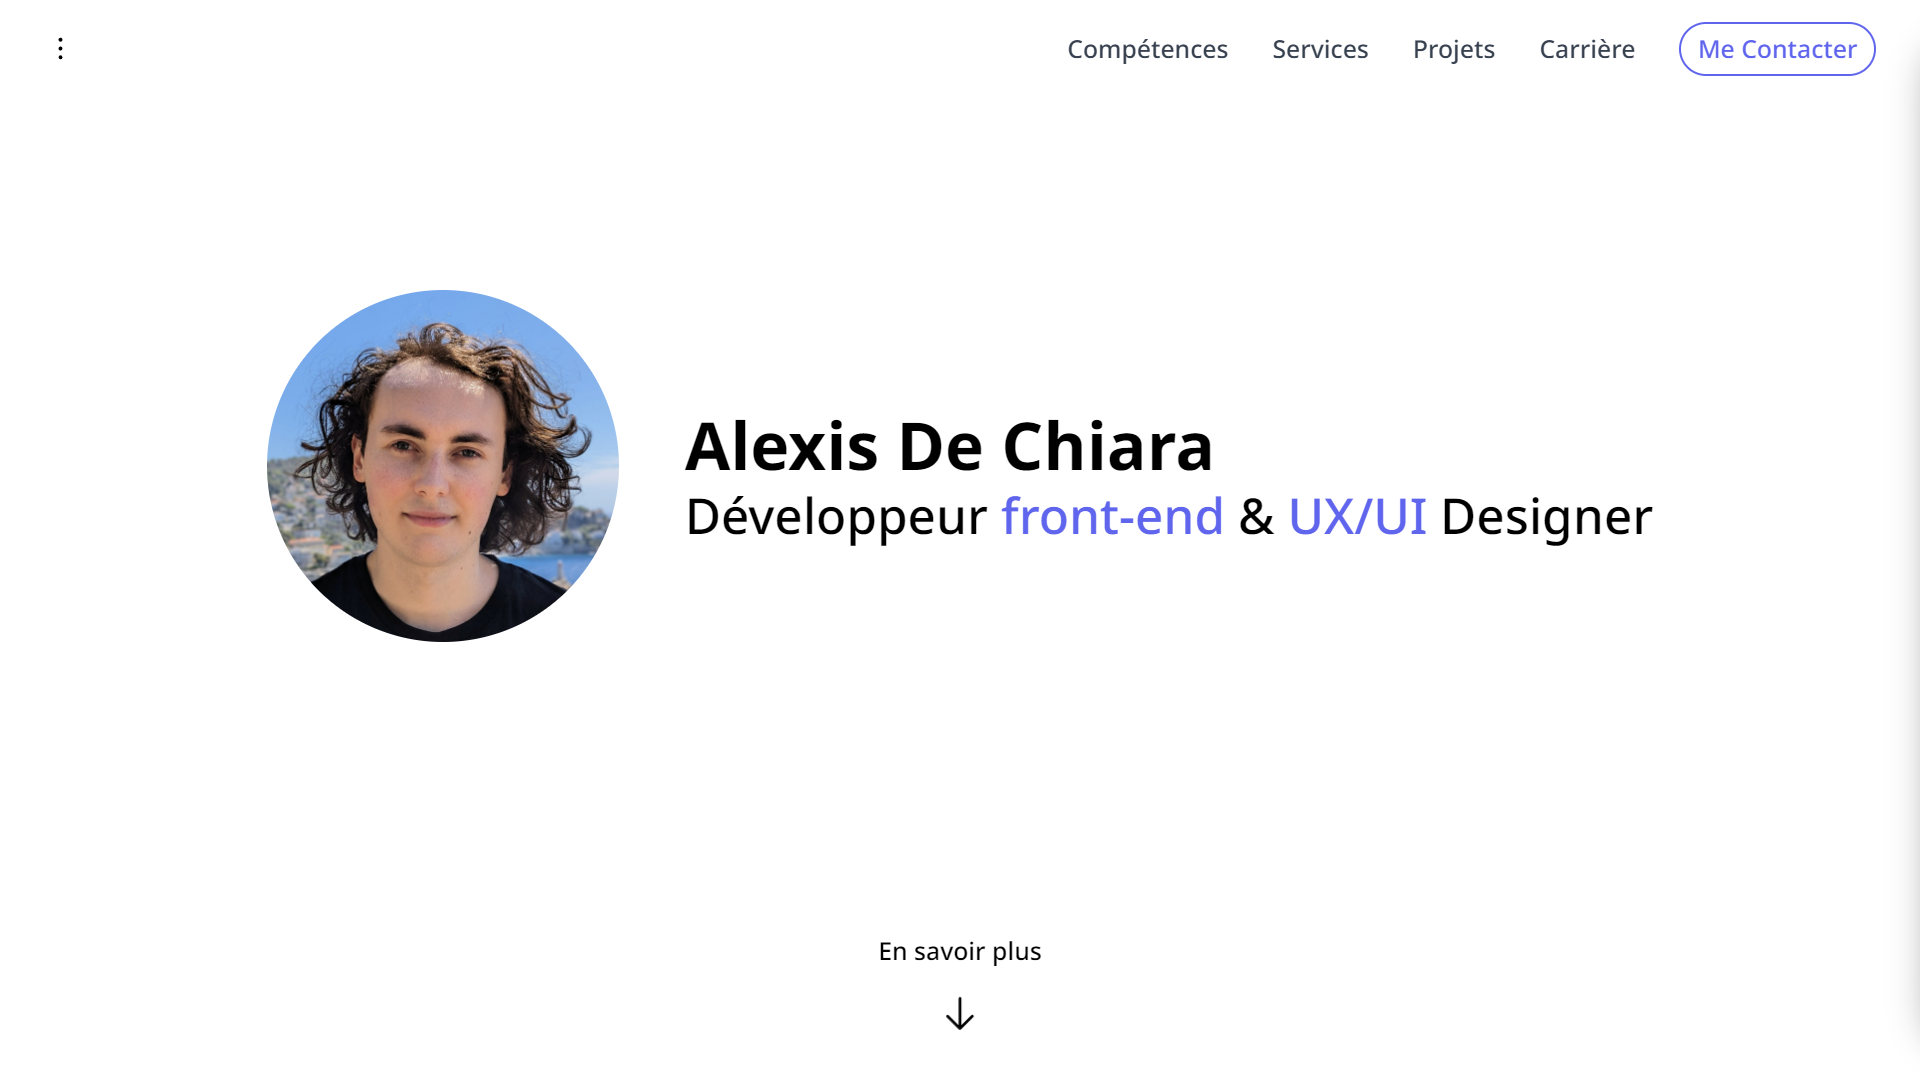 Compétences Services Projets Carrière Me Contacter
Alexis De Chiara
Développeur front-end & UX/UI Designer
En savoir plus